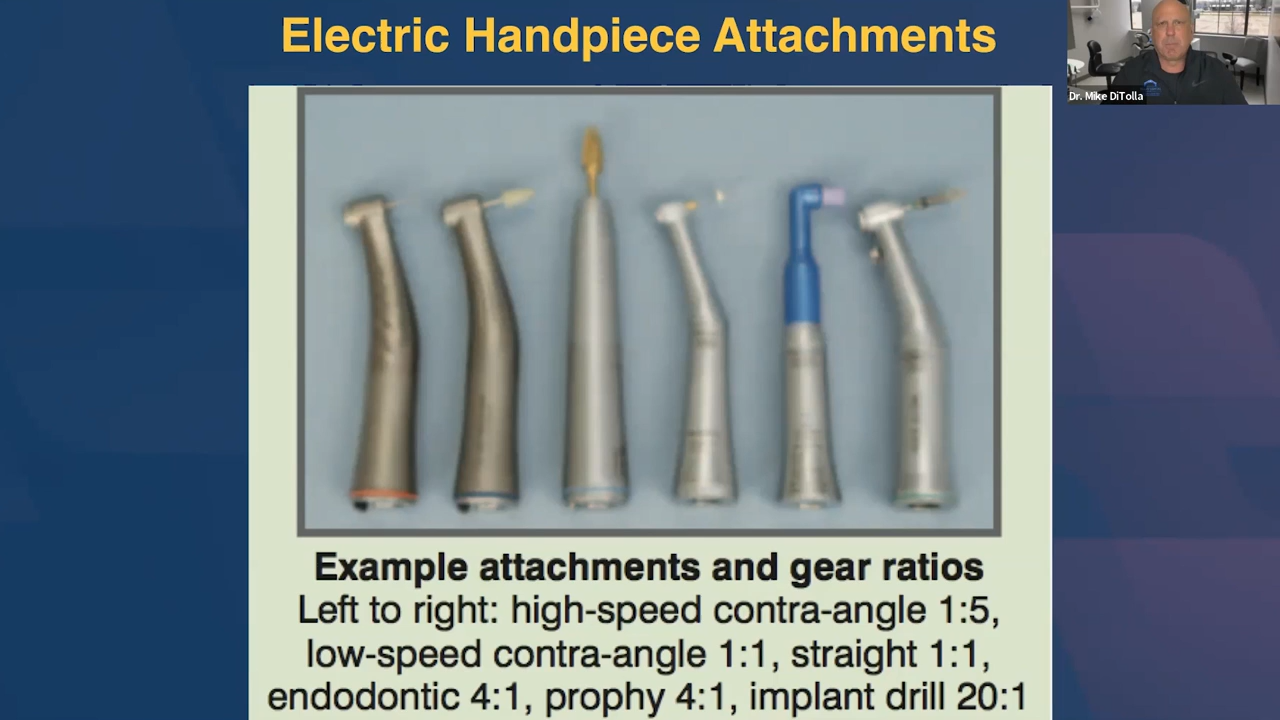 Electric Handpiece Attachments
Dr. Mike DiTolla
Example attachments and gear ratios
Left to right: high-speed contra-angle 1:5,
low-speed contra-angle 1:1, straight 1:1,
endodontic 4:1, prophy 4:1, implant drill 20:1